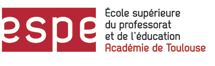 espe
École supérieure
du professorat
et de l'éducation
Académie de Toulouse